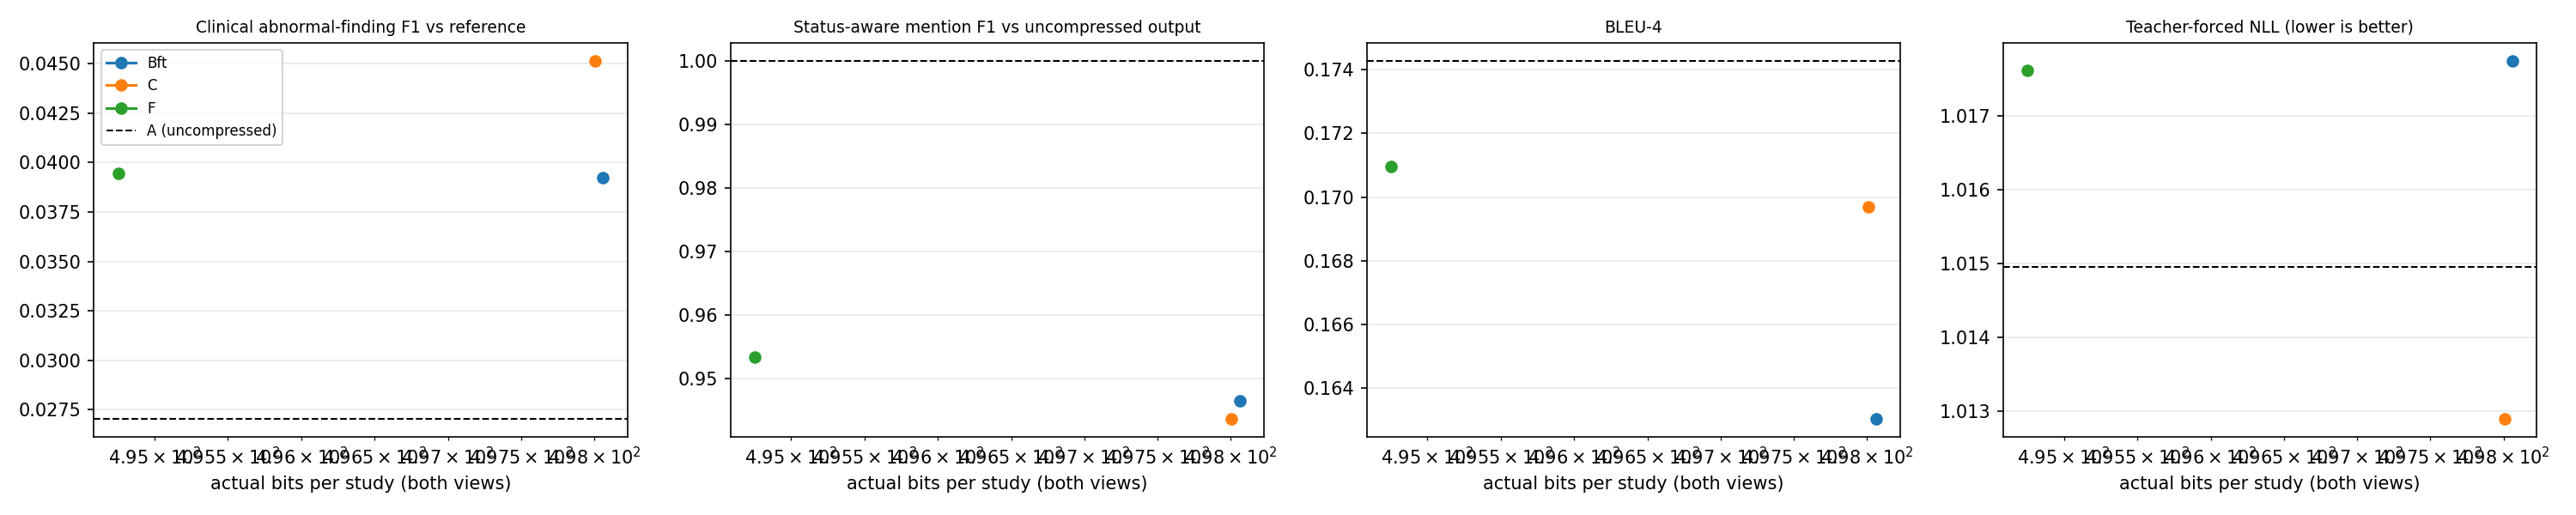 Clinical abnormal-finding F1 vs reference
0.0450
0.0425
0.0400
0.0375
0.0350
0.0325
0.0300
0.0275
Bft
C
F
A (uncompressed)
actual bits per study (both views)
Status-aware mention F1 vs uncompressed output
1.00
0.99
0.98
0.97
0.96
0.95
actual bits per study (both views)
BLEU-4
0.174
0.172
0.170
0.168
0.166
0.164
actual bits per study (both views)
Teacher-forced NLL (lower is better)
1.017
1.016
1.015
1.014
1.013
actual bits per study (both views)